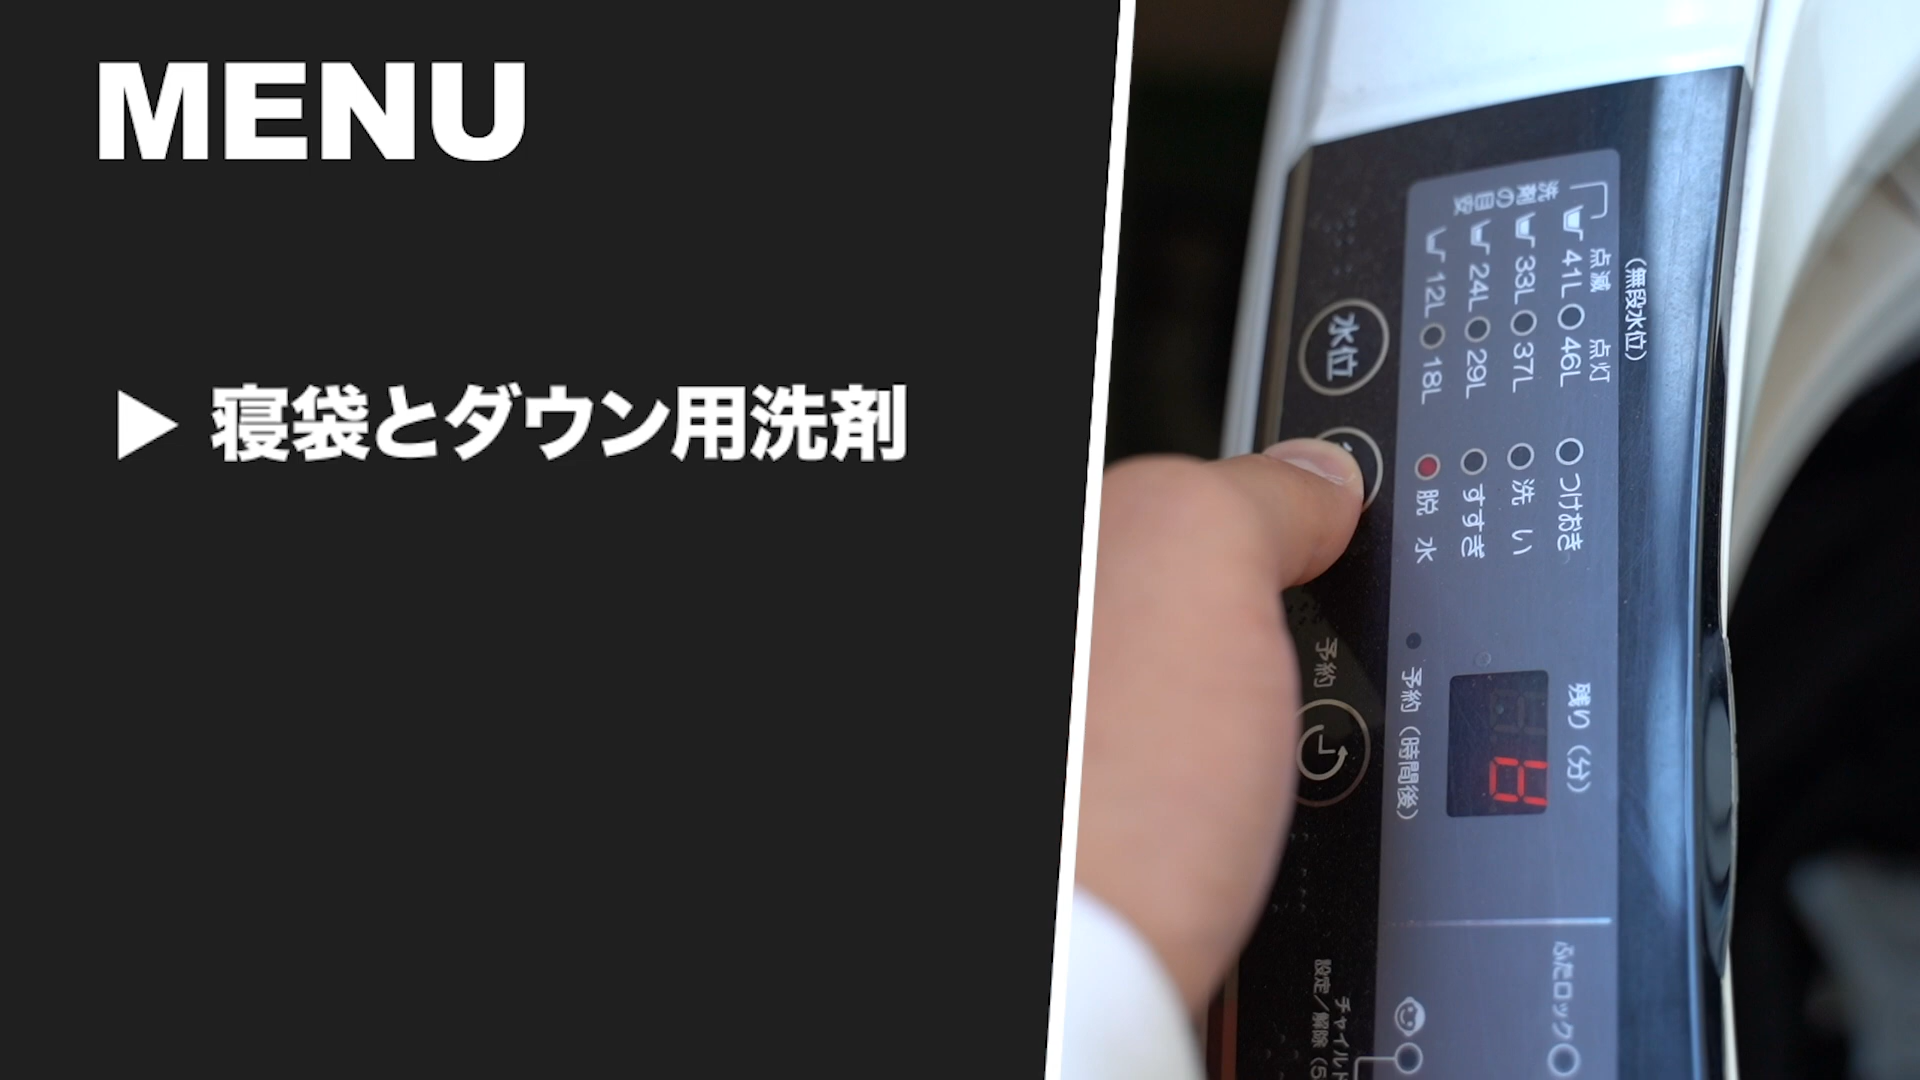 MENU
▶ 寝袋とダウン用洗剤
(無段水位)
点滅 点灯
洗剤の目安
41L 46L
33L 37L
24L 29L
12L 18L
水位
つけおき
洗い
すすぎ
脱水
残り(分)
予約(時間後)
予約
ふたロック
チャイルド
設定/解除(5